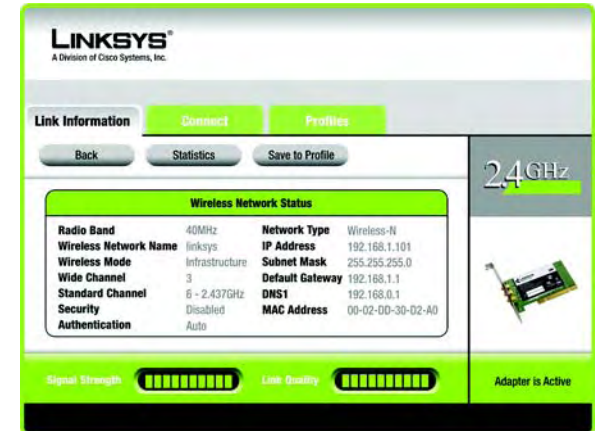 LINKSYS®
A Division of Cisco Systems, Inc.
Link Information Connect Profiles
Back Statistics Save to Profile
2.4GHz
Wireless Network Status
Radio Band 40MHz Network Type Wireless-N
Wireless Network Name linksys IP Address 192.168.1.101
Wireless Mode Infrastructure Subnet Mask 255.255.255.0
Wide Channel 3 Default Gateway 192.168.1.1
Standard Channel 6 - 2.437GHz DNS1 192.168.0.1
Security Disabled MAC Address 00-02-DD-30-D2-A0
Authentication Auto
Signal Strength Link Quality Adapter is Active